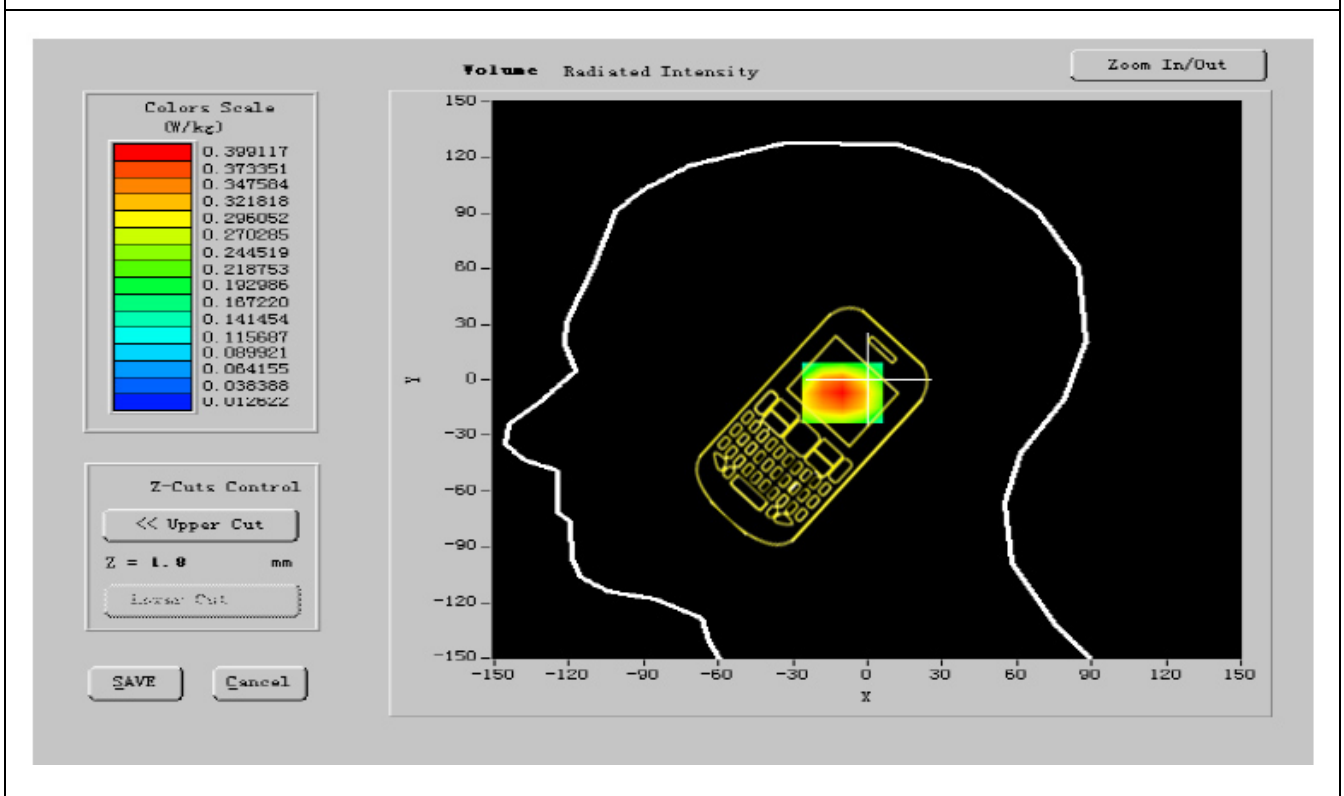 Volume Radiated Intensity
Zoom In/Out
Colors Scale
(W/kg)
0.399117
0.373351
0.347584
0.321818
0.296052
0.270285
0.244519
0.218753
0.192986
0.167220
0.141454
0.115687
0.089921
0.064155
0.038388
0.012622
Z-Cuts Control
<< Upper Cut
Z = 1.0 mm
Lower Cut
SAVE
Cancel
150
120
90
60
30
0
-30
-60
-90
-120
-150
Y
-150 -120 -90 -60 -30 0 30 60 90 120 150
X